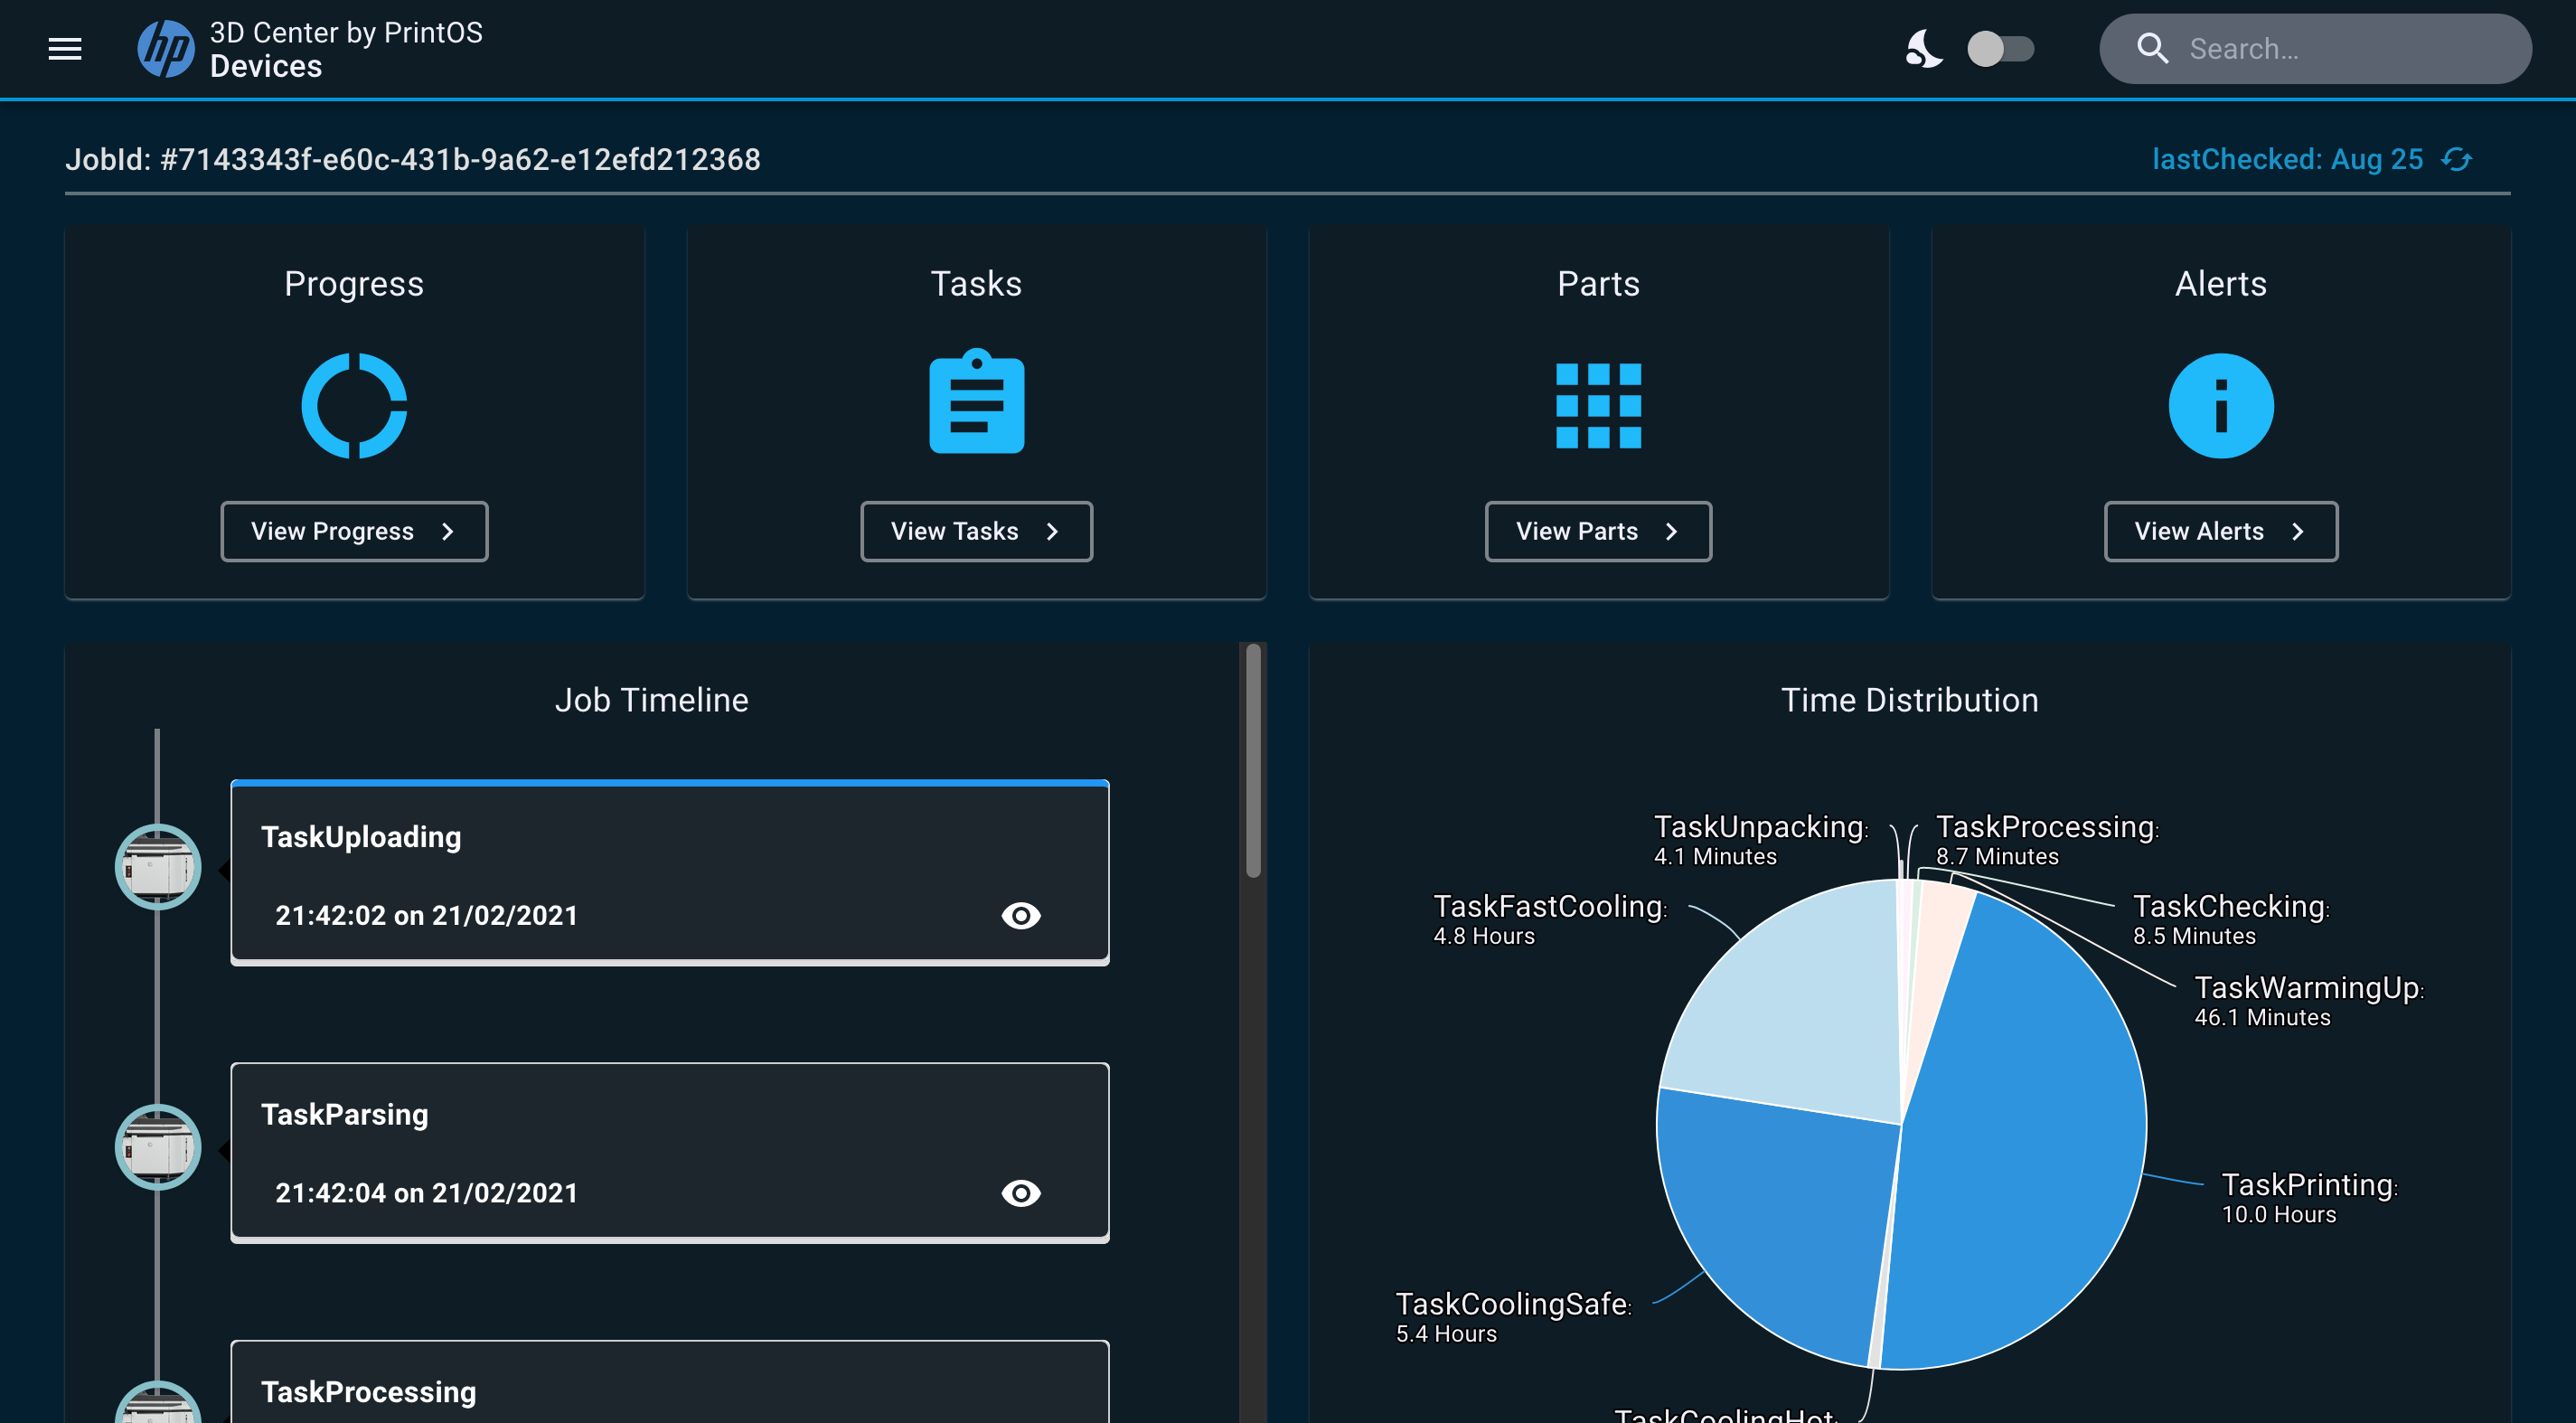 hp
3D Center by PrintOS
Devices
Search...
JobId: #7143343f-e60c-431b-9a62-e12efd212368
lastChecked: Aug 25
Progress
View Progress
Tasks
View Tasks
Parts
View Parts
Alerts
View Alerts
Job Timeline
TaskUploading
21:42:02 on 21/02/2021
TaskParsing
21:42:04 on 21/02/2021
TaskProcessing
Time Distribution
TaskUnpacking:
4.1 Minutes
TaskProcessing:
8.7 Minutes
TaskFastCooling:
4.8 Hours
TaskChecking:
8.5 Minutes
TaskWarmingUp:
46.1 Minutes
TaskPrinting:
10.0 Hours
TaskCoolingSafe:
5.4 Hours
TaskCoolingHot: